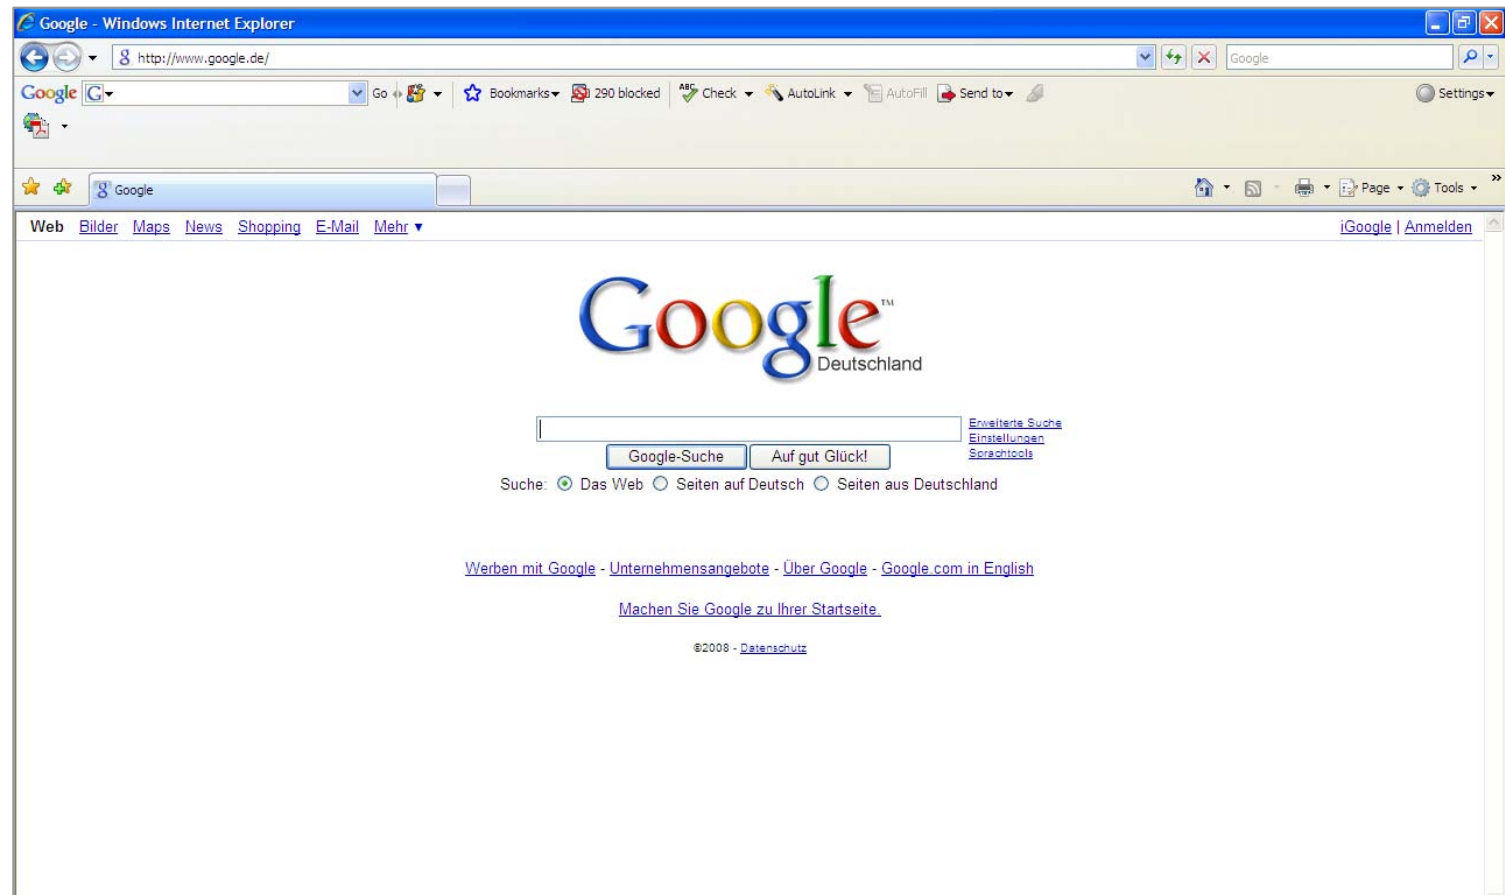 Google - Windows Internet Explorer
http://www.google.de/ Google
Google G Go Bookmarks 290 blocked ABC Check AutoLink AutoFill Send to Settings
Google Page Tools »
Web Bilder Maps News Shopping E-Mail Mehr ▼ iGoogle | Anmelden
Google™
Deutschland
Erweiterte Suche
Einstellungen
Google-Suche Auf gut Glück! Sprachtools
Suche: Das Web Seiten auf Deutsch Seiten aus Deutschland
Werben mit Google - Unternehmensangebote - Über Google - Google.com in English
Machen Sie Google zu Ihrer Startseite.
©2008 - Datenschutz